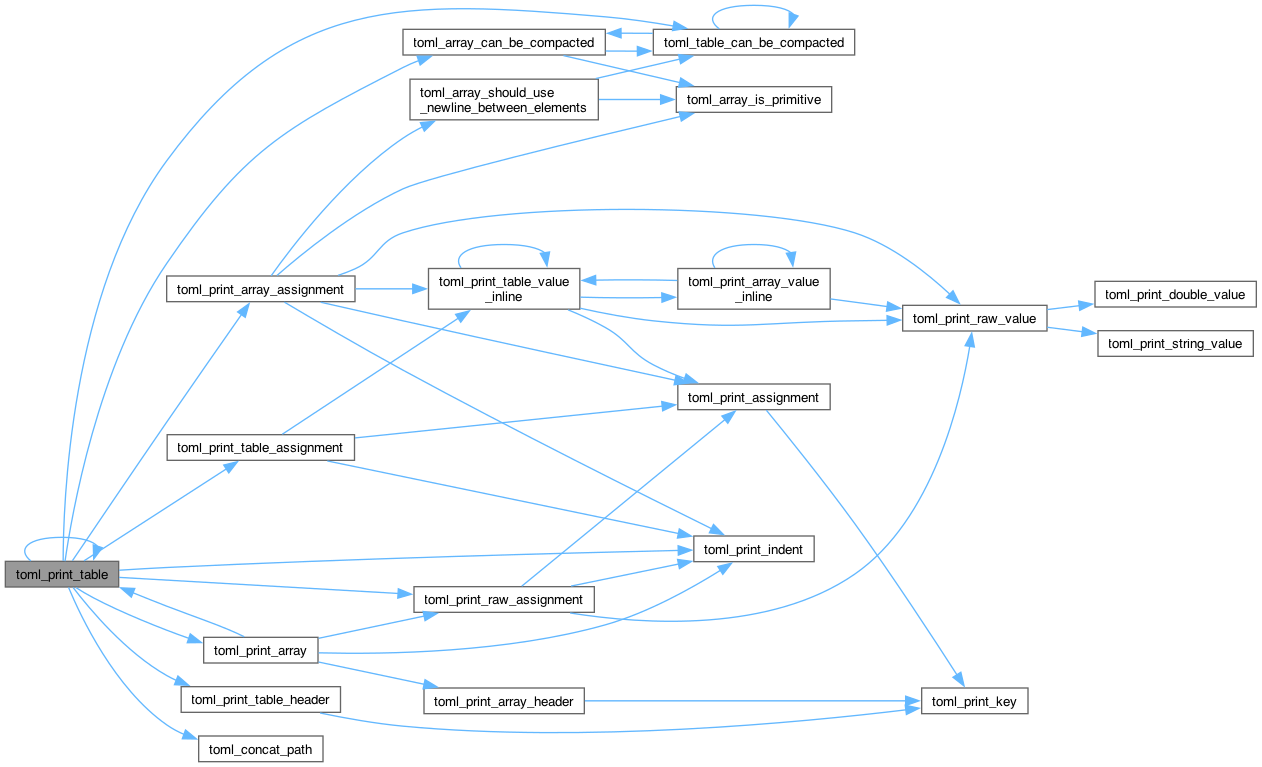 toml_array_can_be_compacted
toml_table_can_be_compacted
toml_array_should_use
_newline_between_elements
toml_array_is_primitive
toml_print_array_assignment
toml_print_table_value
_inline
toml_print_array_value
_inline
toml_print_double_value
toml_print_raw_value
toml_print_string_value
toml_print_assignment
toml_print_table_assignment
toml_print_indent
toml_print_table
toml_print_raw_assignment
toml_print_array
toml_print_table_header
toml_print_array_header
toml_print_key
toml_concat_path